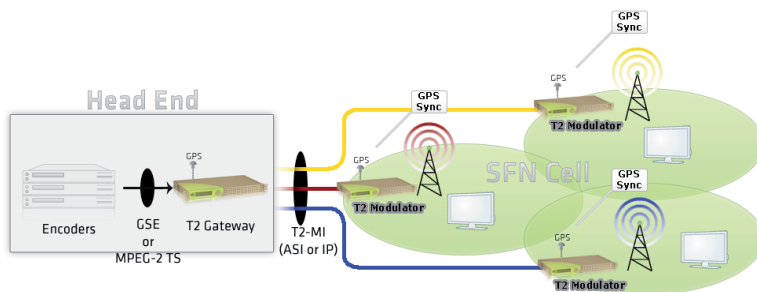 Head End
GPS
Encoders
GSE
or
MPEG-2 TS
T2 Gateway
T2-MI
(ASI or IP)
GPS
Sync
GPS
T2 Modulator
GPS
Sync
GPS
T2 Modulator
SFN Cell
GPS
Sync
GPS
T2 Modulator